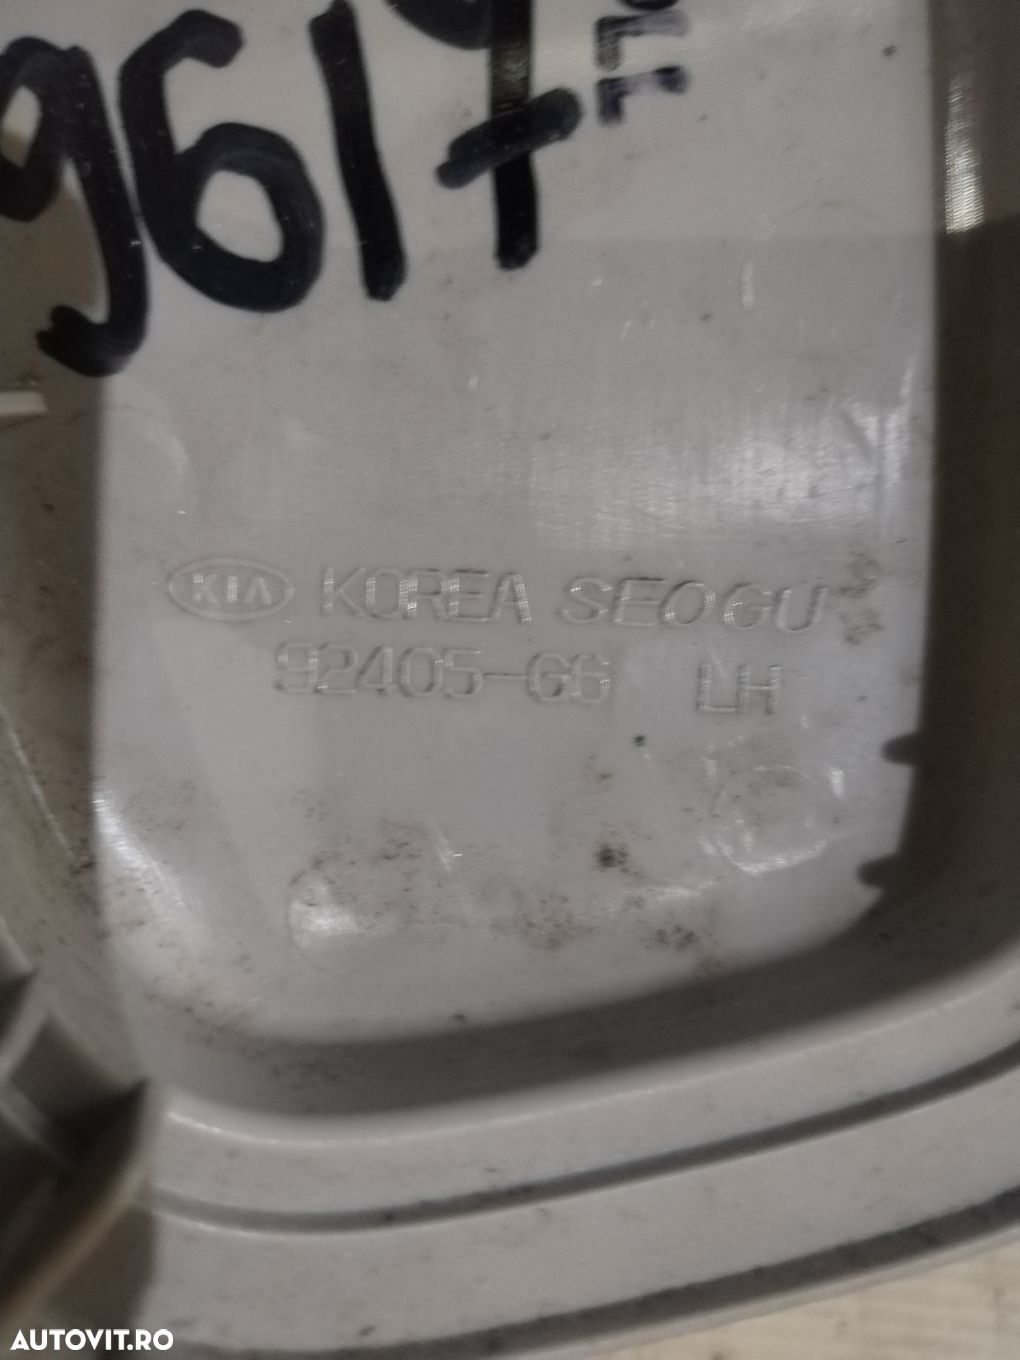 9617
KIA KOREA SEOGU
92405-G6 LH
AUTOVIT.RO